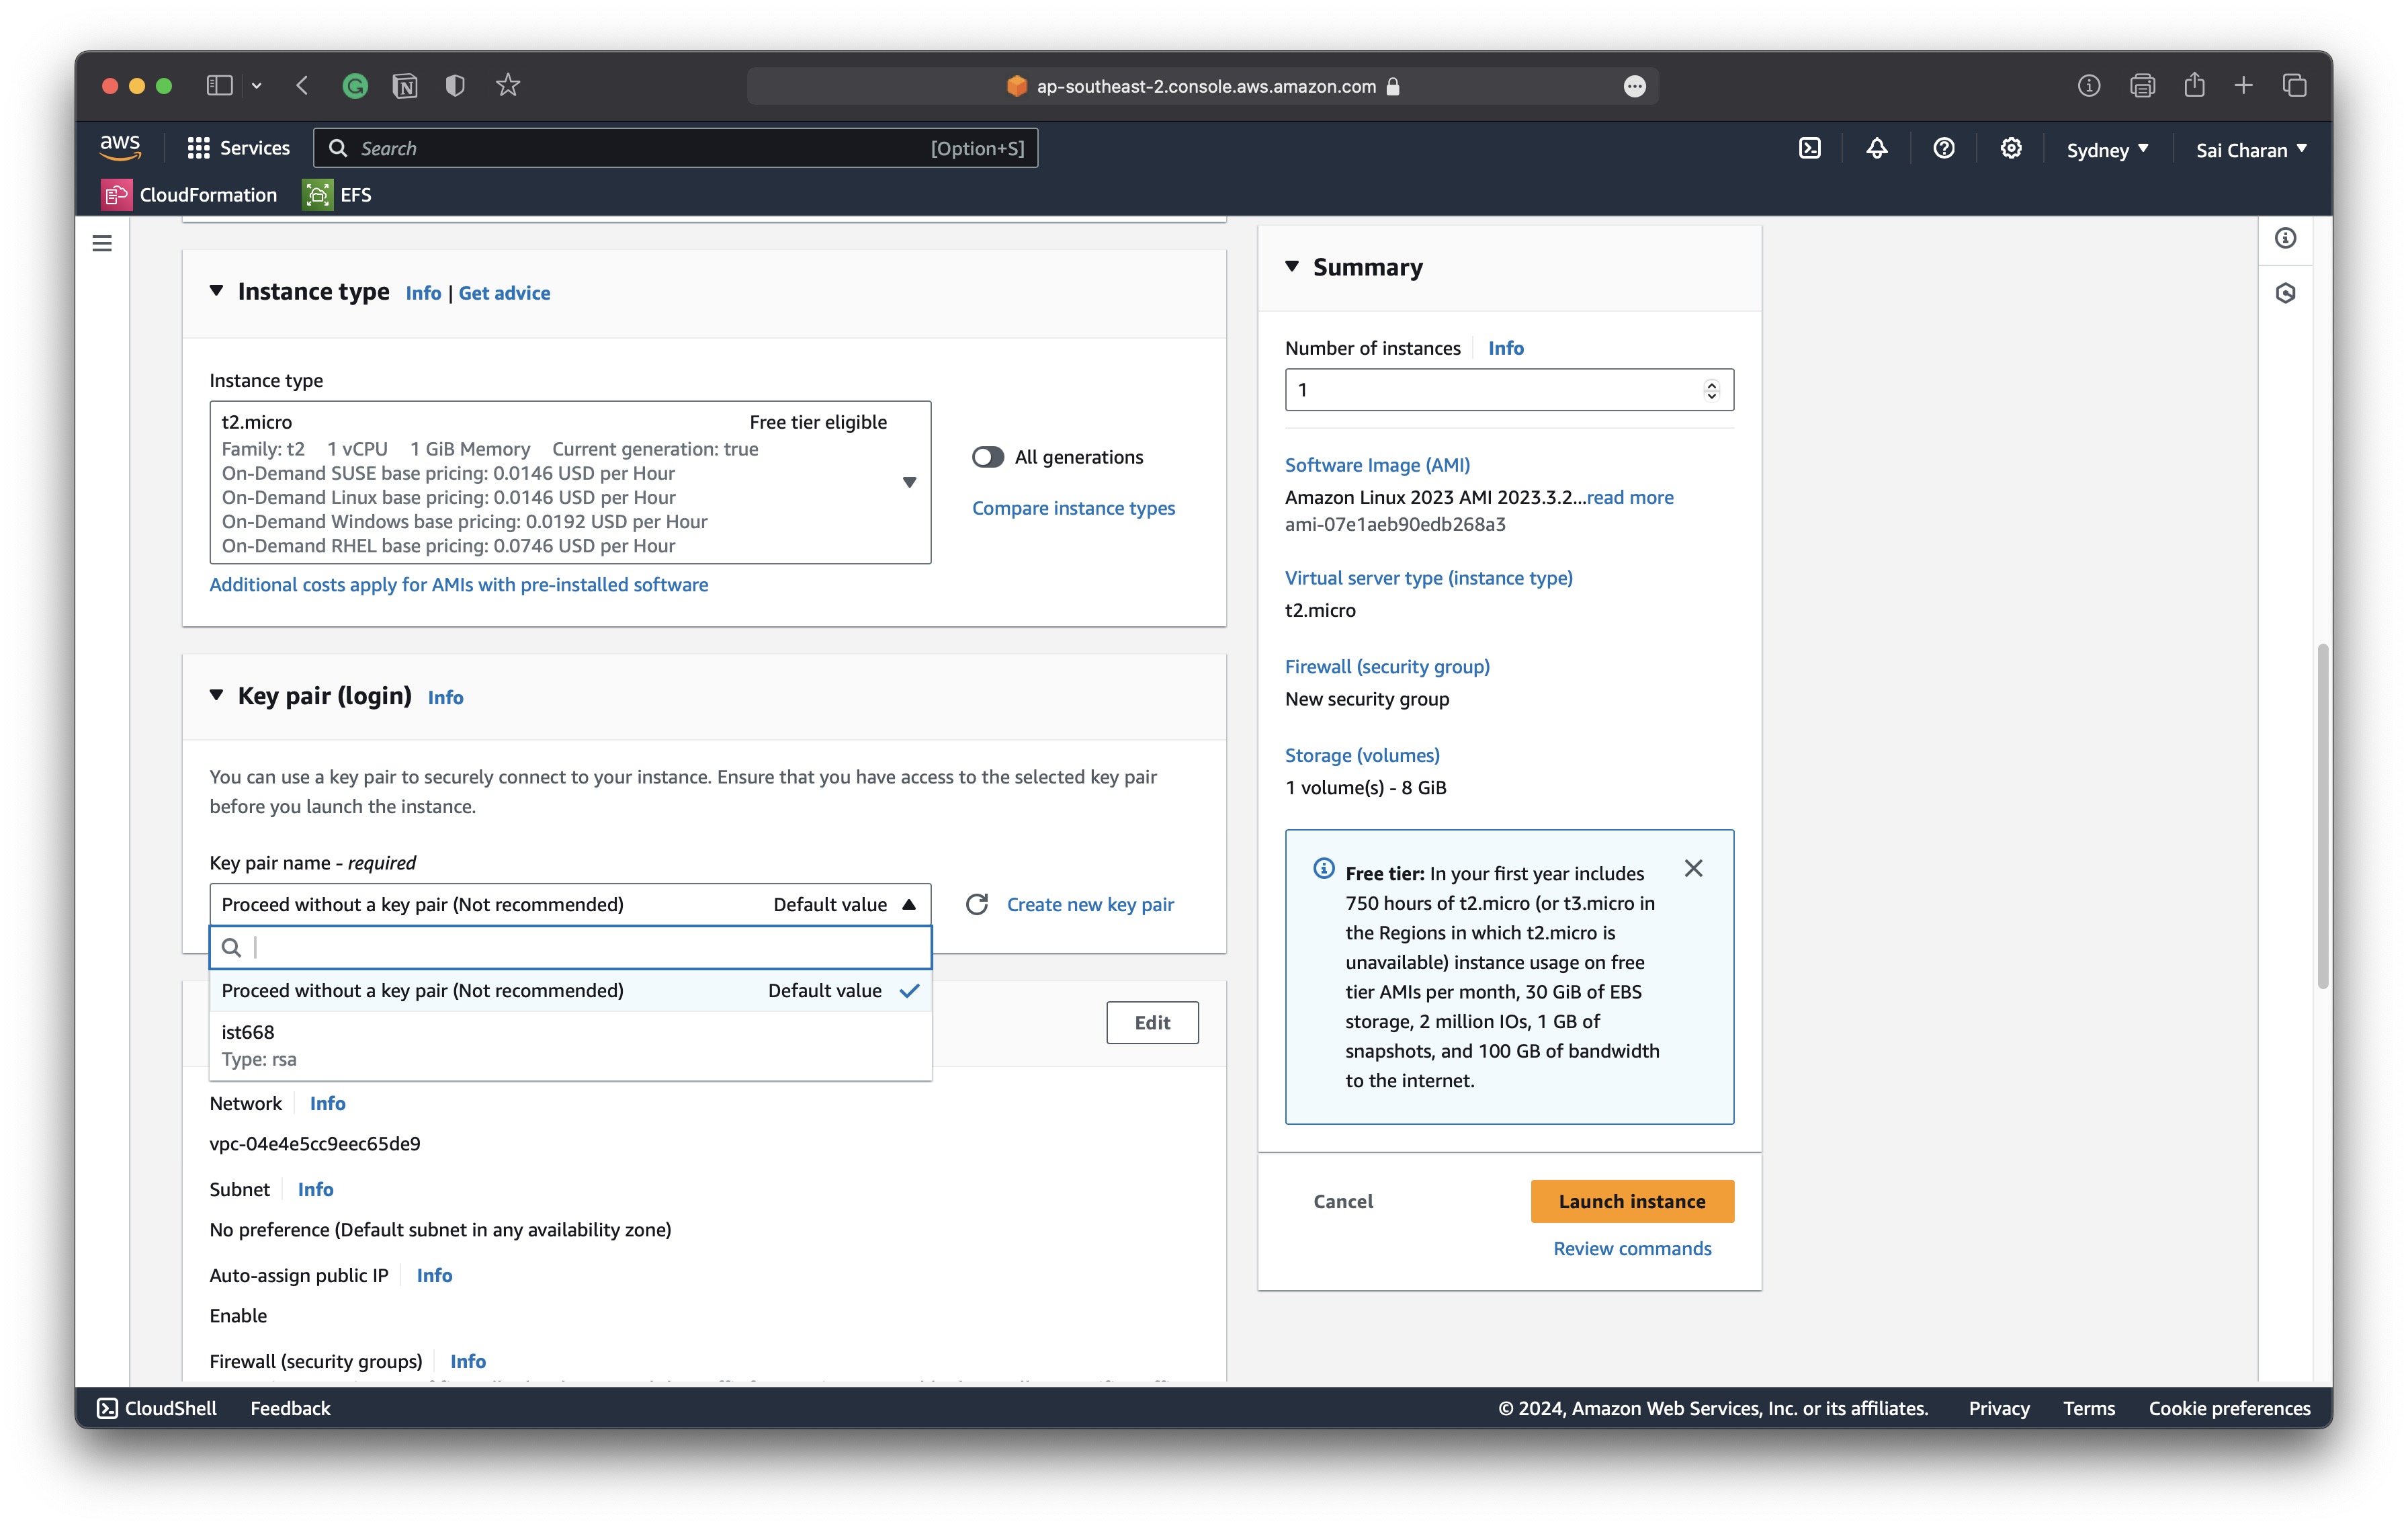 ap-southeast-2.console.aws.amazon.com
aws
Services
Search
[Option+S]
Sydney
Sai Charan
CloudFormation
EFS
Instance type
Info | Get advice
Instance type
t2.micro
Free tier eligible
Family: t2 1 vCPU 1 GiB Memory Current generation: true
On-Demand SUSE base pricing: 0.0146 USD per Hour
On-Demand Linux base pricing: 0.0146 USD per Hour
On-Demand Windows base pricing: 0.0192 USD per Hour
On-Demand RHEL base pricing: 0.0746 USD per Hour
All generations
Compare instance types
Additional costs apply for AMIs with pre-installed software
Key pair (login) Info
You can use a key pair to securely connect to your instance. Ensure that you have access to the selected key pair
before you launch the instance.
Key pair name - required
Proceed without a key pair (Not recommended)
Default value
Create new key pair
Proceed without a key pair (Not recommended)
Default value
ist668
Type: rsa
Edit
Network Info
vpc-04e4e5cc9eec65de9
Subnet Info
No preference (Default subnet in any availability zone)
Auto-assign public IP Info
Enable
Firewall (security groups) Info
Summary
Number of instances Info
1
Software Image (AMI)
Amazon Linux 2023 AMI 2023.3.2...read more
ami-07e1aeb90edb268a3
Virtual server type (instance type)
t2.micro
Firewall (security group)
New security group
Storage (volumes)
1 volume(s) - 8 GiB
Free tier: In your first year includes
750 hours of t2.micro (or t3.micro in
the Regions in which t2.micro is
unavailable) instance usage on free
tier AMIs per month, 30 GiB of EBS
storage, 2 million IOs, 1 GB of
snapshots, and 100 GB of bandwidth
to the internet.
Cancel
Launch instance
Review commands
CloudShell
Feedback
© 2024, Amazon Web Services, Inc. or its affiliates.
Privacy
Terms
Cookie preferences